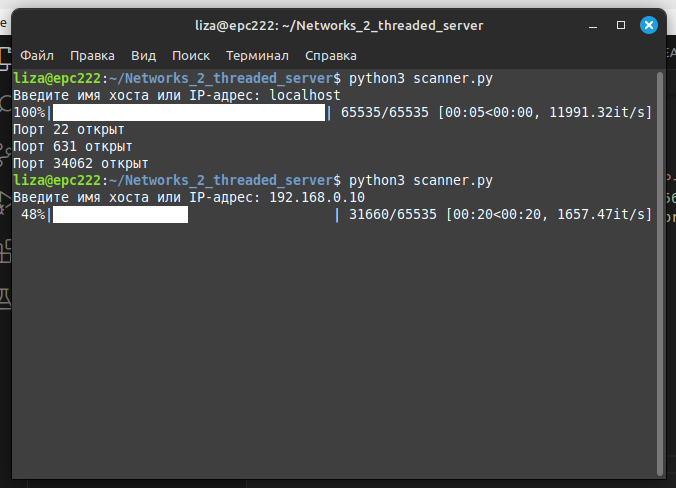 liza@epc222: ~/Networks_2_threaded_server
Файл Правка Вид Поиск Терминал Справка
liza@epc222:~/Networks_2_threaded_server$ python3 scanner.py
Введите имя хоста или IP-адрес: localhost
100%| | 65535/65535 [00:05<00:00, 11991.32it/s]
Порт 22 открыт
Порт 631 открыт
Порт 34062 открыт
liza@epc222:~/Networks_2_threaded_server$ python3 scanner.py
Введите имя хоста или IP-адрес: 192.168.0.10
48%| | 31660/65535 [00:20<00:20, 1657.47it/s]